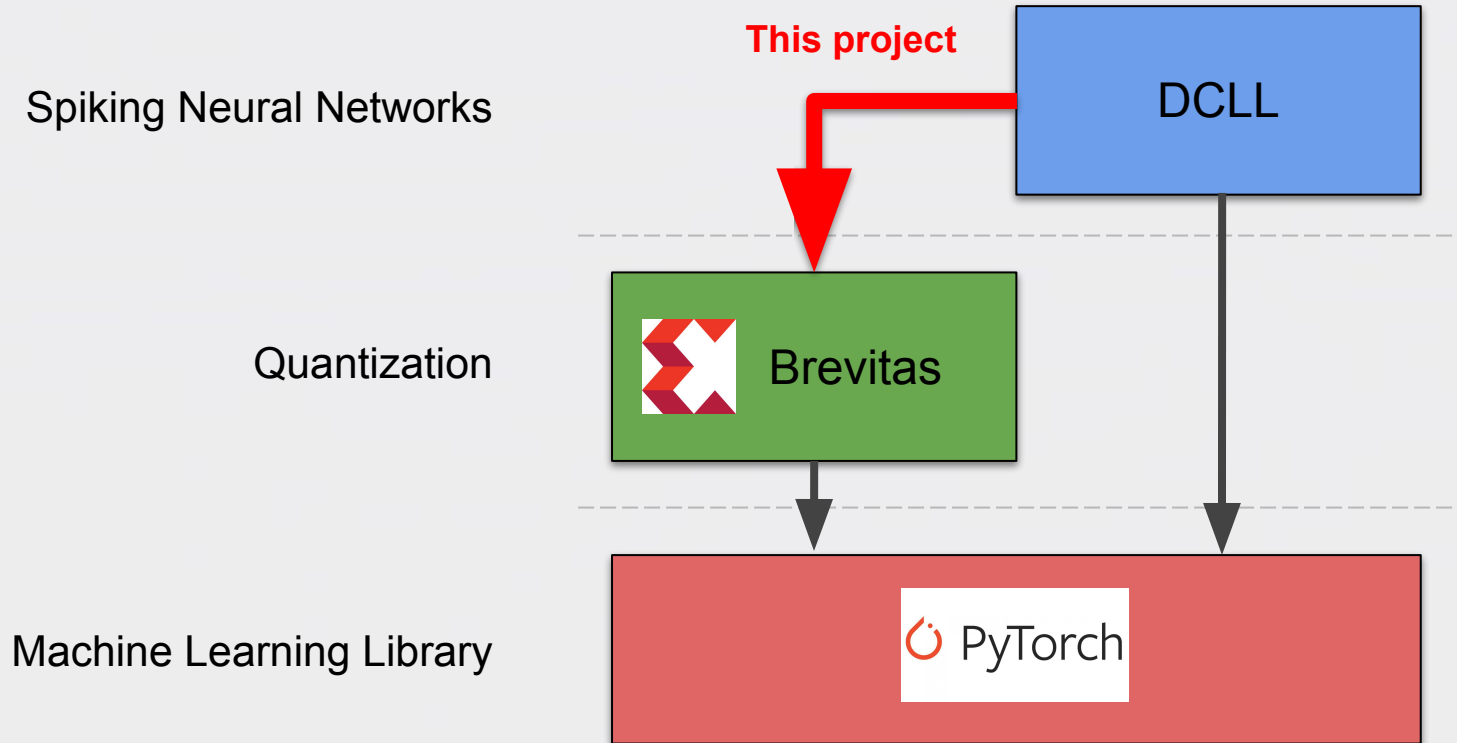 This project
Spiking Neural Networks
DCLL
Quantization
Brevitas
Machine Learning Library
PyTorch